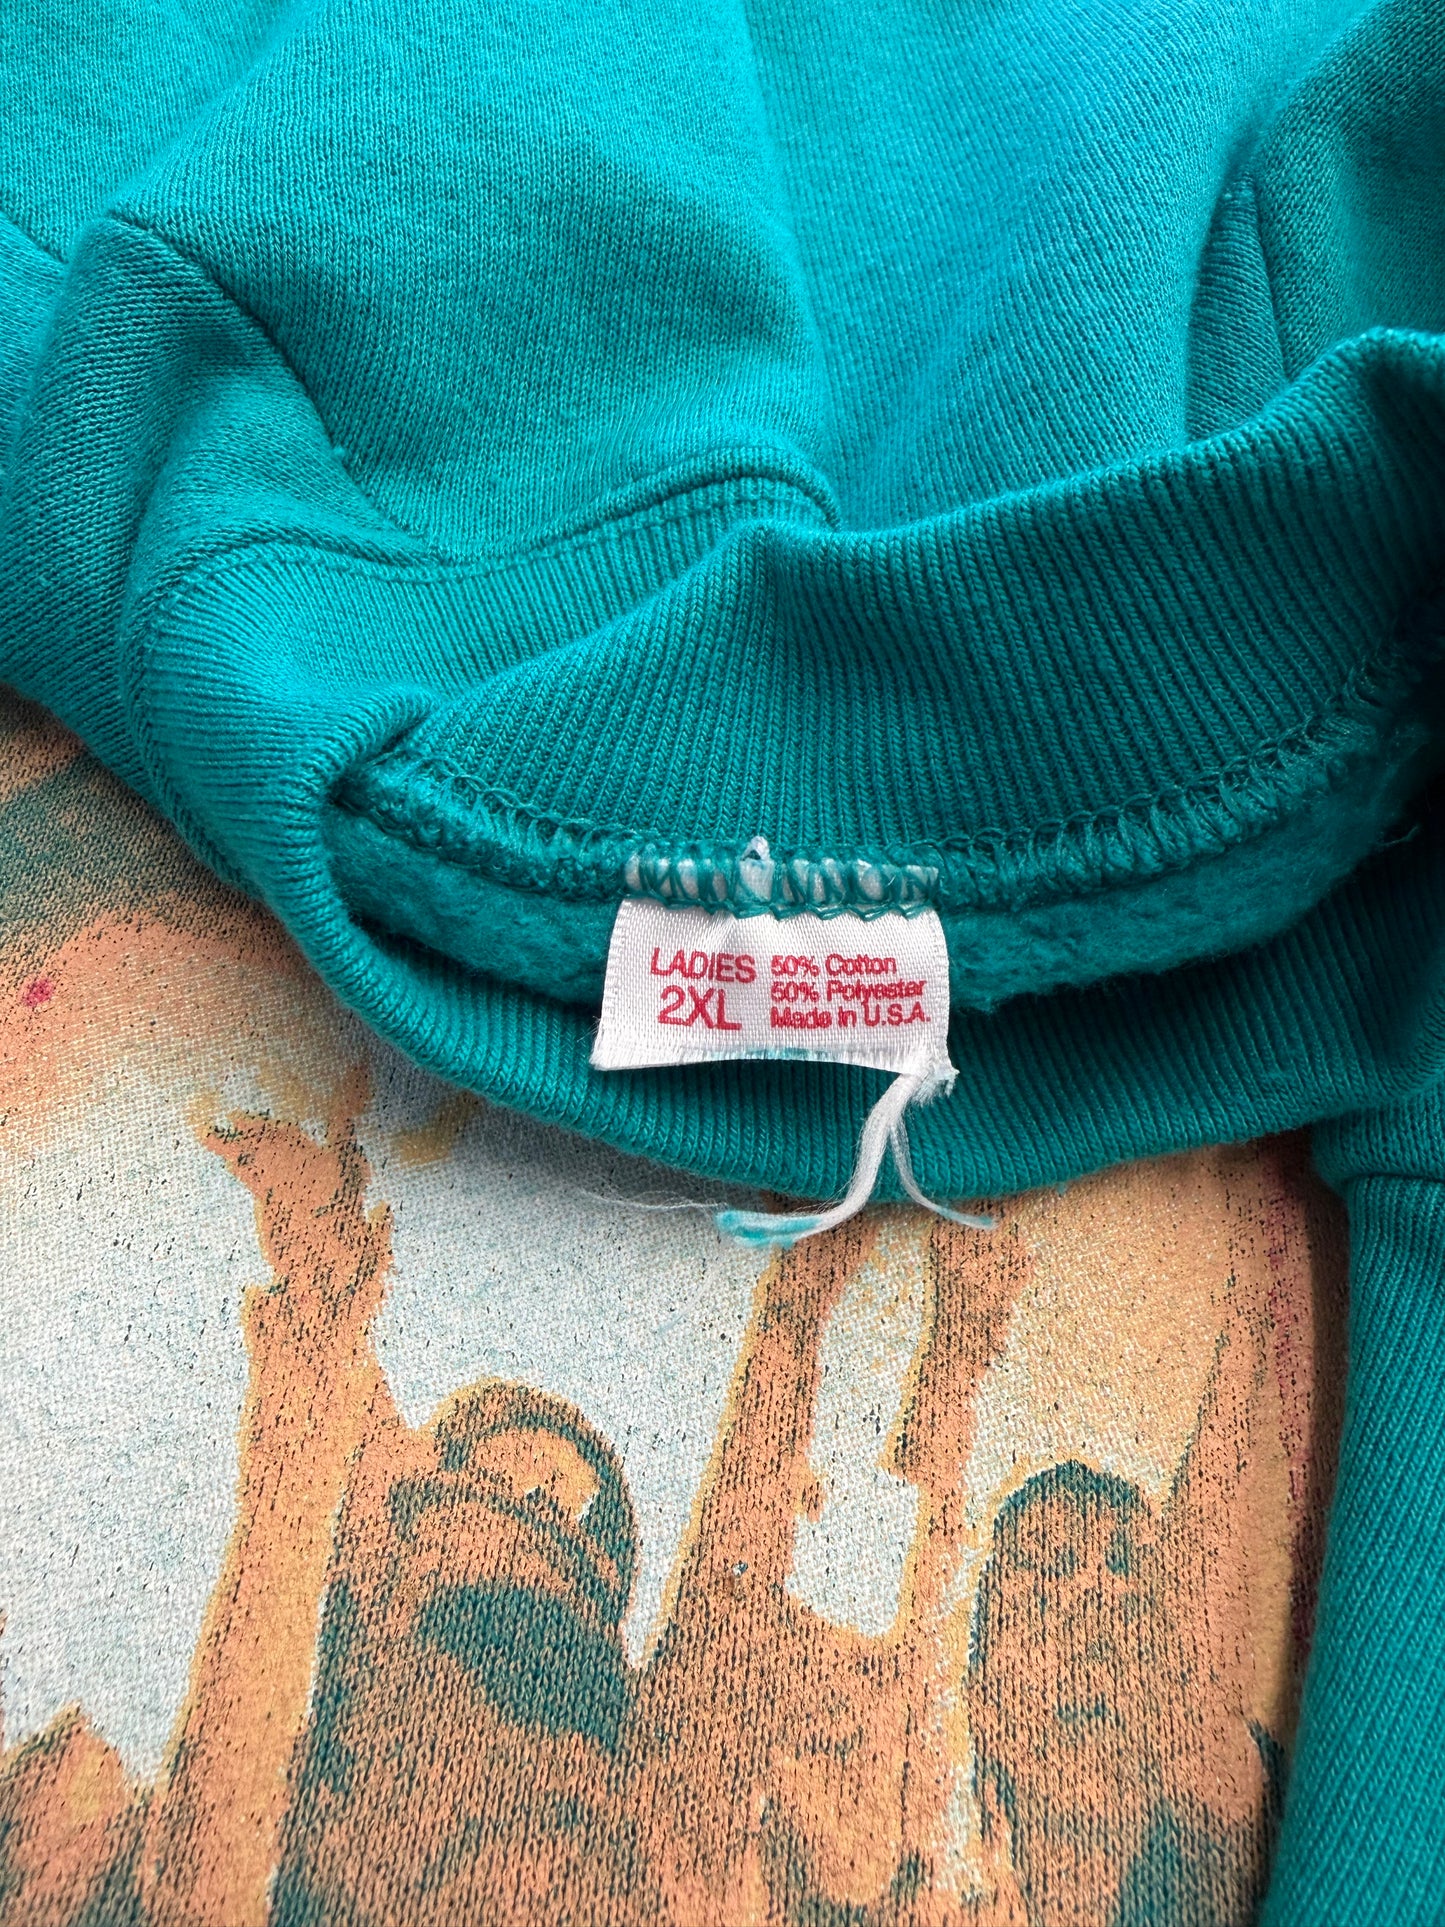 LADIES
2XL
50% Cotton
50% Polyester
Made in U.S.A.